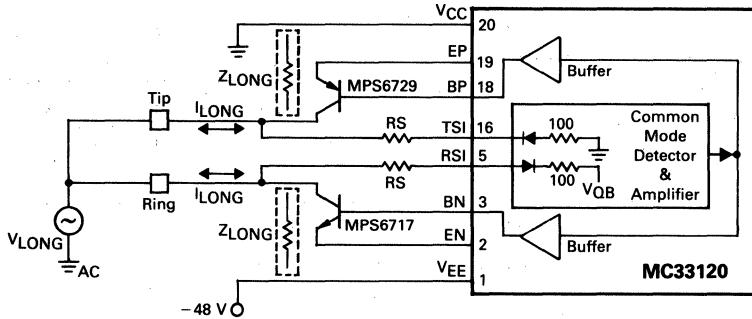 VCC
20
EP
19
ZLONG
MPS6729
BP
18
Buffer
Tip
ILONG
RS
TSI
16
100
Common
Mode
Detector
&
Amplifier
RSI
5
RS
100
VQB
Ring
ILONG
BN
3
MPS6717
ZLONG
EN
2
Buffer
VLONG
AC
VEE
1
MC33120
−48 V